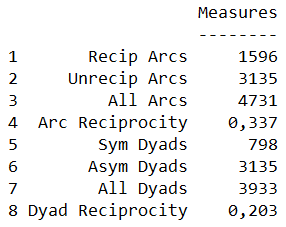 Measures
--------
1 Recip Arcs 1596
2 Unrecip Arcs 3135
3 All Arcs 4731
4 Arc Reciprocity 0,337
5 Sym Dyads 798
6 Asym Dyads 3135
7 All Dyads 3933
8 Dyad Reciprocity 0,203